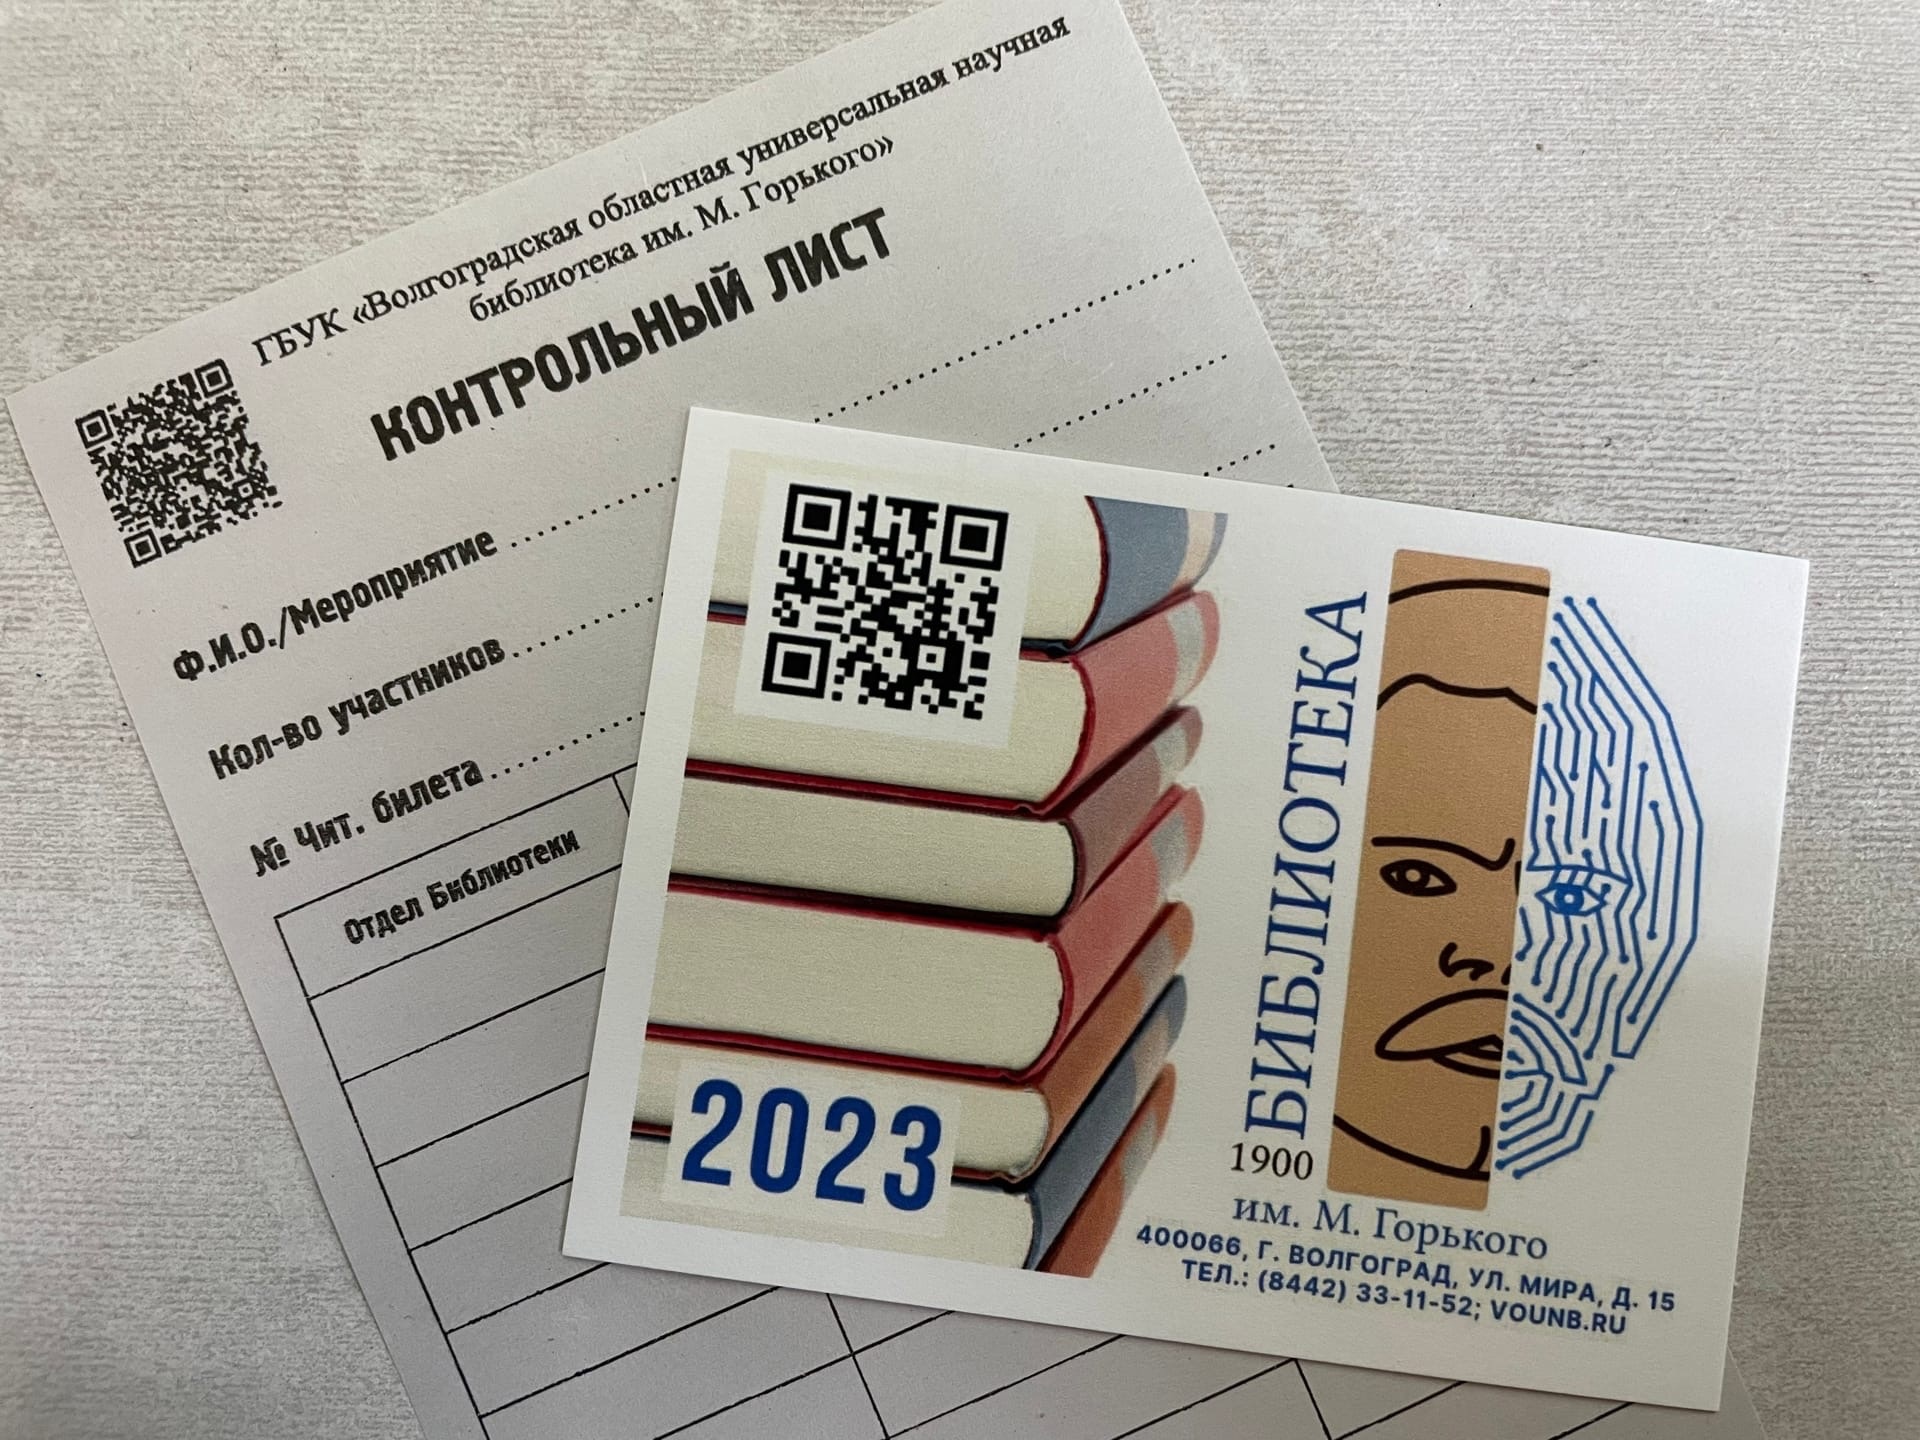 ГБУК «Волгоградская областная универсальная научная
библиотека им. М. Горького»
КОНТРОЛЬНЫЙ ЛИСТ
Ф.И.О./Мероприятие
Кол-во участников
№ Чит. билета
Отдел Библиотеки
2023
БИБЛИОТЕКА
1900
им. М. Горького
400066, Г. ВОЛГОГРАД, УЛ. МИРА, Д. 15
ТЕЛ.: (8442) 33-11-52; VOUNB.RU